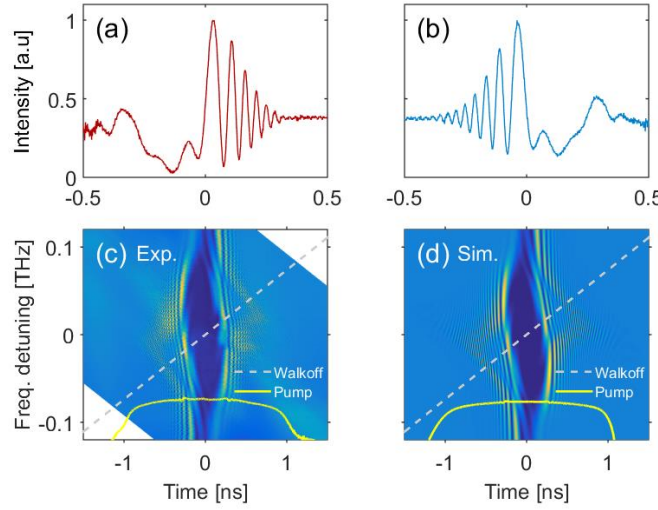 (a)
(b)
Intensity [a.u]
1
0.5
0
-0.5
0
0.5
-0.5
0
0.5
(c) Exp.
(d) Sim.
Freq. detuning [THz]
0.1
0
-0.1
Walkoff
Pump
Walkoff
Pump
-1
0
1
-1
0
1
Time [ns]
Time [ns]